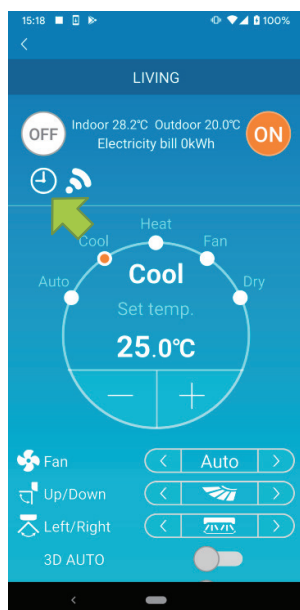 15:18 100%
LIVING
OFF Indoor 28.2℃ Outdoor 20.0℃ ON
Electricity bill 0kWh
Heat
Cool Fan
Auto Cool Dry
Set temp.
25.0℃
Fan Auto
Up/Down
Left/Right
3D AUTO